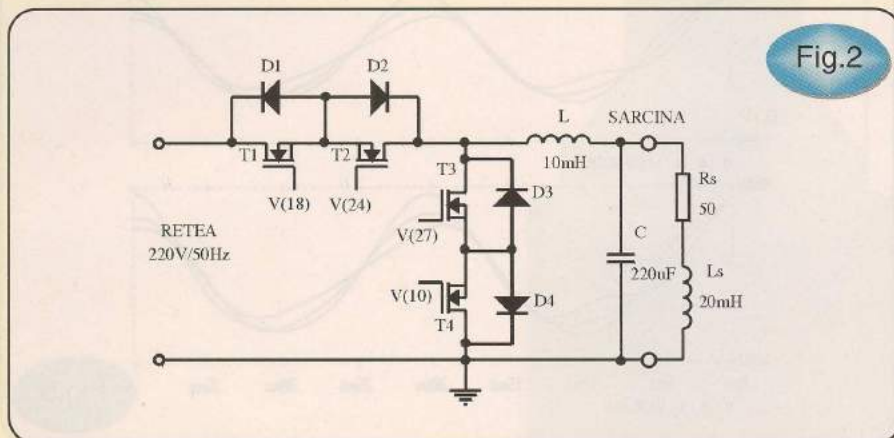 Fig.2
D1
D2
L
SARCINA
T1
T2
10mH
T3
Rs
V(18)
V(24)
D3
50
RETEA
V(27)
C
220V/50Hz
220uF
Ls
V(10)
D4
20mH
T4